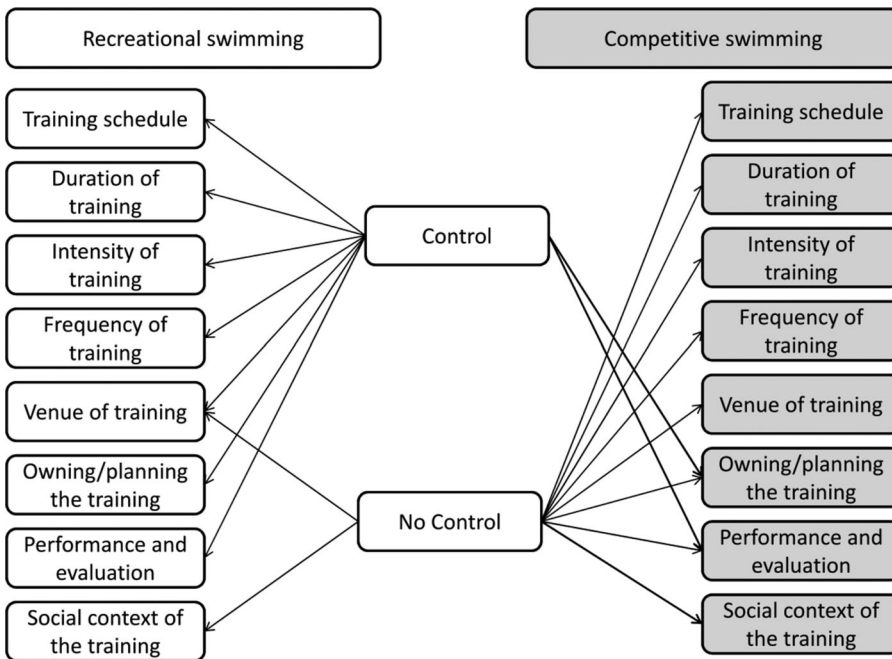 Recreational swimming
Competitive swimming
Training schedule
Duration of
training
Intensity of
training
Frequency of
training
Venue of training
Owning/planning
the training
Performance and
evaluation
Social context of
the training
Control
No Control
Training schedule
Duration of
training
Intensity of
training
Frequency of
training
Venue of training
Owning/planning
the training
Performance and
evaluation
Social context of
the training